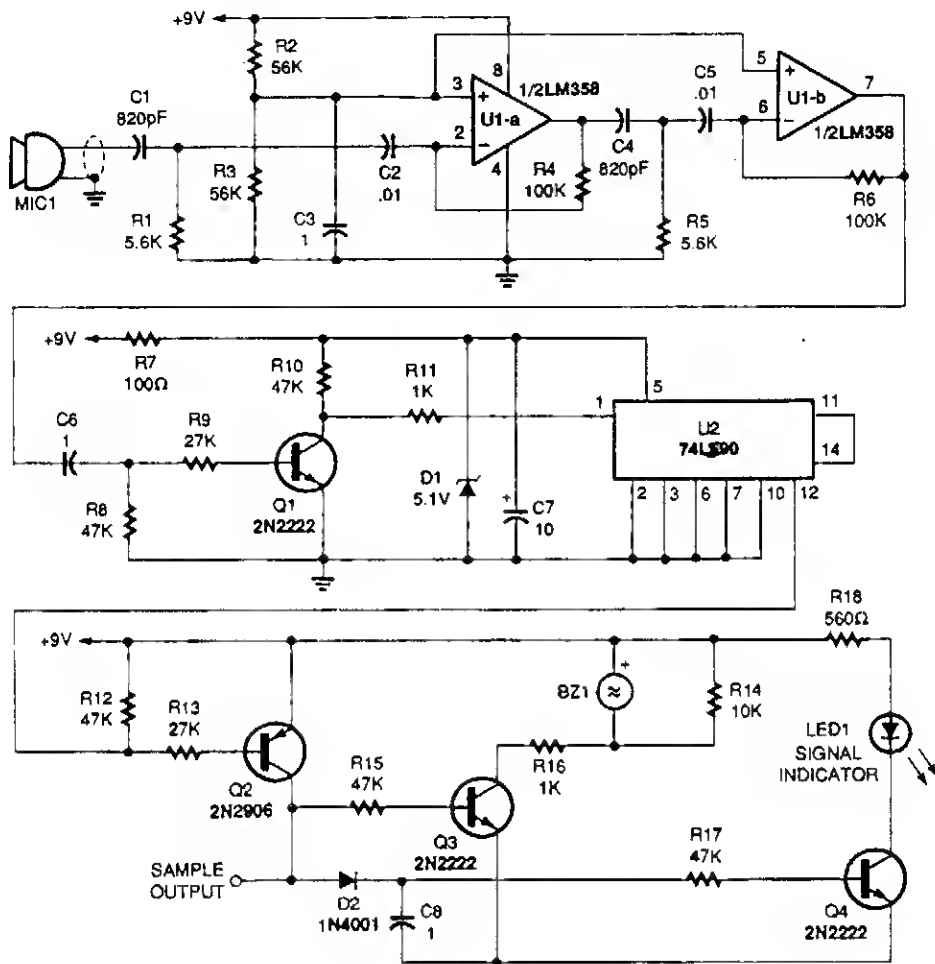 +9V
R2
56K
C1
820pF
MIC1
R1
5.6K
R3
56K
C3
1
C2
.01
3
+
2
−
8
U1-a
4
1/2LM358
R4
100K
C4
820pF
R5
5.6K
C5
.01
5
+
6
−
U1-b
7
1/2LM358
R6
100K
+9V
R7
100Ω
R10
47K
R11
1K
C6
1
R9
27K
R8
47K
Q1
2N2222
D1
5.1V
+
C7
10
1
5
U2
74LS90
11
14
2
3
6
7
10
12
+9V
R12
47K
R13
27K
Q2
2N2906
R15
47K
Q3
2N2222
+
BZ1
R16
1K
R14
10K
R18
560Ω
LED1
SIGNAL
INDICATOR
R17
47K
Q4
2N2222
SAMPLE
OUTPUT
D2
1N4001
C8
1